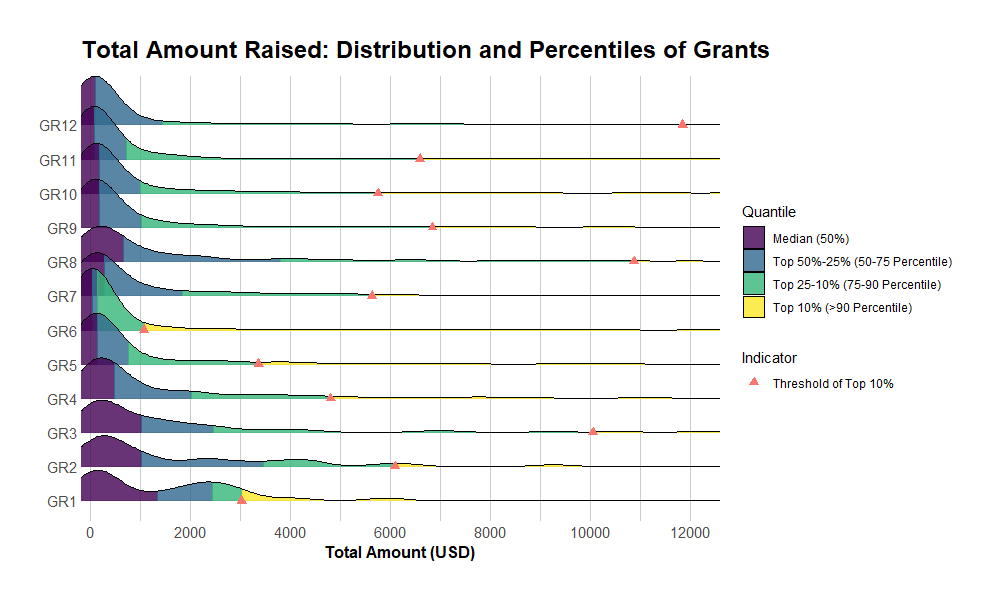 Total Amount Raised: Distribution and Percentiles of Grants
GR12
GR11
GR10
GR9
GR8
GR7
GR6
GR5
GR4
GR3
GR2
GR1
0 2000 4000 6000 8000 10000 12000
Total Amount (USD)
Quantile
Median (50%)
Top 50%-25% (50-75 Percentile)
Top 25-10% (75-90 Percentile)
Top 10% (>90 Percentile)
Indicator
Threshold of Top 10%